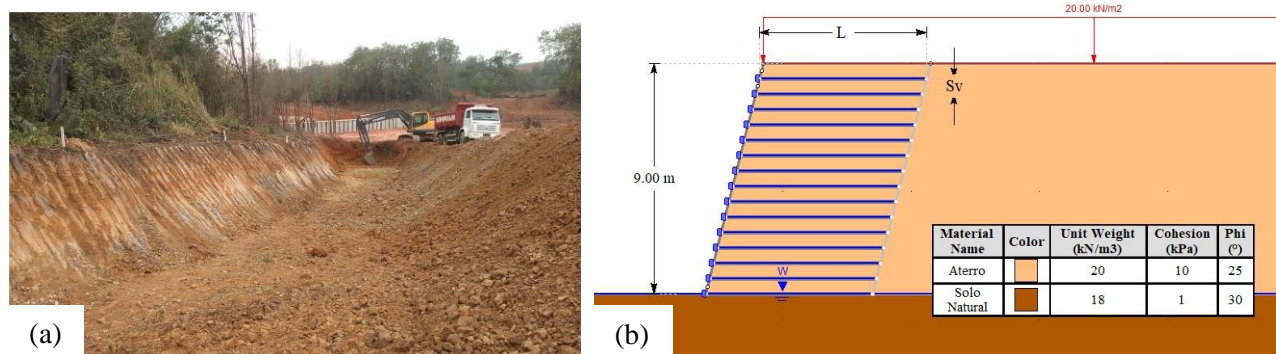 (a)
20.00 kN/m2
L
Sv
9.00 m
W
Material Name Color Unit Weight (kN/m3) Cohesion (kPa) Phi (°)
Aterro 20 10 25
Solo Natural 18 1 30
(b)